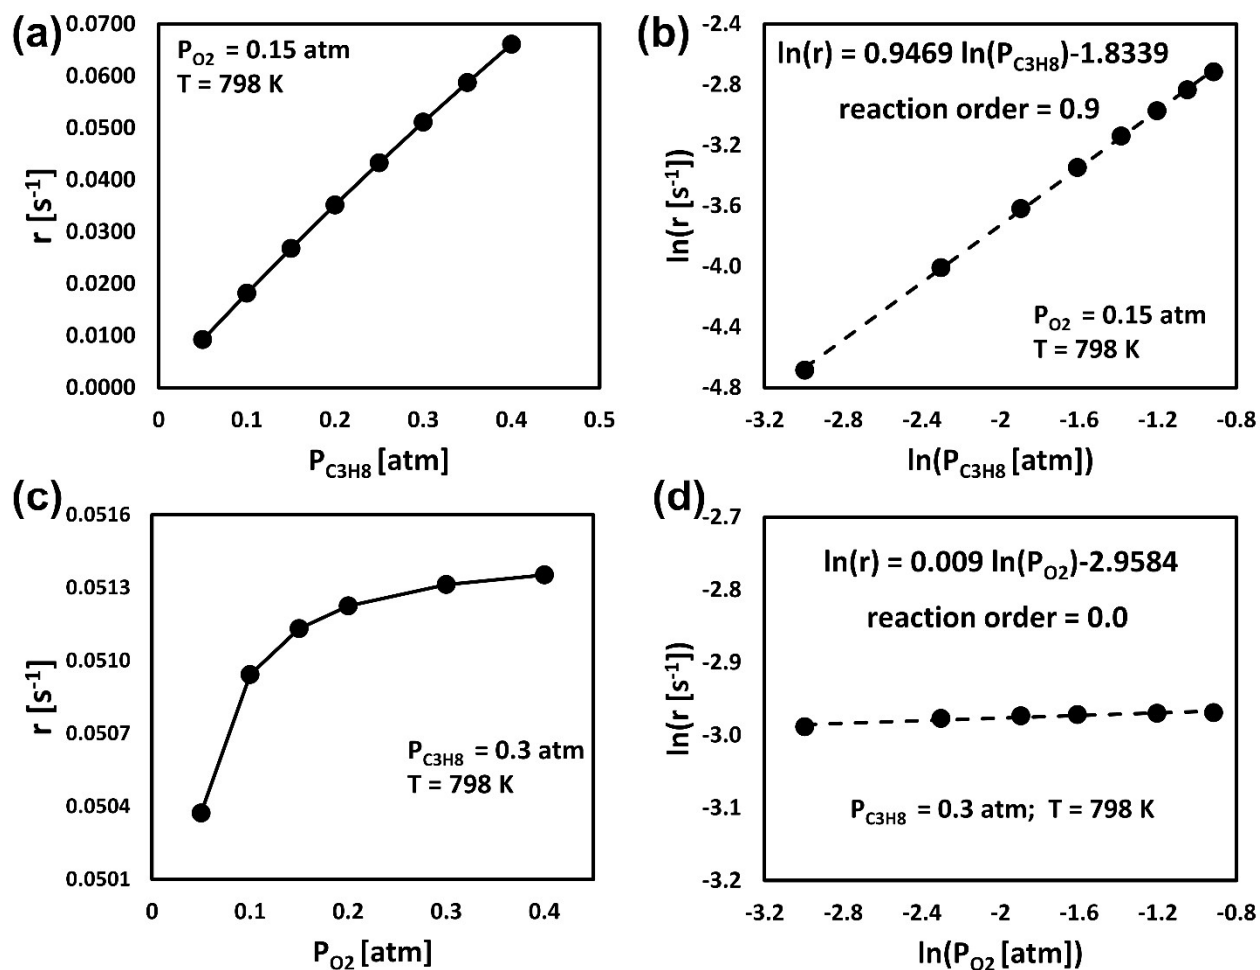 (a)
0.0700
0.0600
0.0500
0.0400
0.0300
0.0200
0.0100
0.0000
r [s⁻¹]
P_O2 = 0.15 atm
T = 798 K
0 0.1 0.2 0.3 0.4 0.5
P_C3H8 [atm]
(b)
-2.4
-2.8
-3.2
-3.6
-4.0
-4.4
-4.8
ln(r [s⁻¹])
ln(r) = 0.9469 ln(P_C3H8)-1.8339
reaction order = 0.9
P_O2 = 0.15 atm
T = 798 K
-3.2 -2.8 -2.4 -2 -1.6 -1.2 -0.8
ln(P_C3H8 [atm])
(c)
0.0516
0.0513
0.0510
0.0507
0.0504
0.0501
r [s⁻¹]
P_C3H8 = 0.3 atm
T = 798 K
0 0.1 0.2 0.3 0.4
P_O2 [atm]
(d)
-2.7
-2.8
-2.9
-3.0
-3.1
-3.2
ln(r [s⁻¹])
ln(r) = 0.009 ln(P_O2)-2.9584
reaction order = 0.0
P_C3H8 = 0.3 atm; T = 798 K
-3.2 -2.8 -2.4 -2 -1.6 -1.2 -0.8
ln(P_O2 [atm])